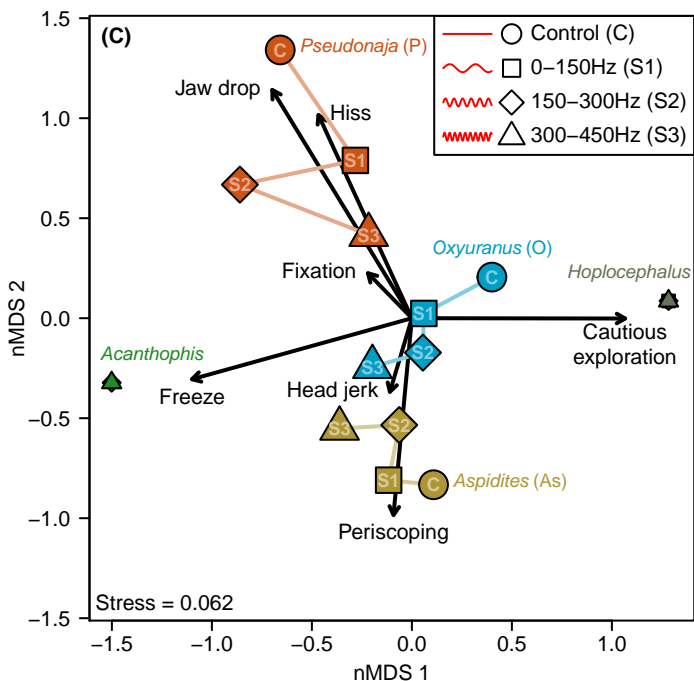 (C)
Control (C)
0−150Hz (S1)
150−300Hz (S2)
300−450Hz (S3)
1.5
1.0
0.5
0.0
−0.5
−1.0
−1.5
nMDS 2
C
Pseudonaja (P)
Jaw drop
Hiss
S1
S2
S3
Oxyuranus (O)
Fixation
C
Hoplocephalus
S1
Cautious
exploration
Acanthophis
S2
S3
Freeze
Head jerk
S3
S2
S1
C
Aspidites (As)
Periscoping
Stress = 0.062
−1.5
−1.0
−0.5
0.0
0.5
1.0
nMDS 1